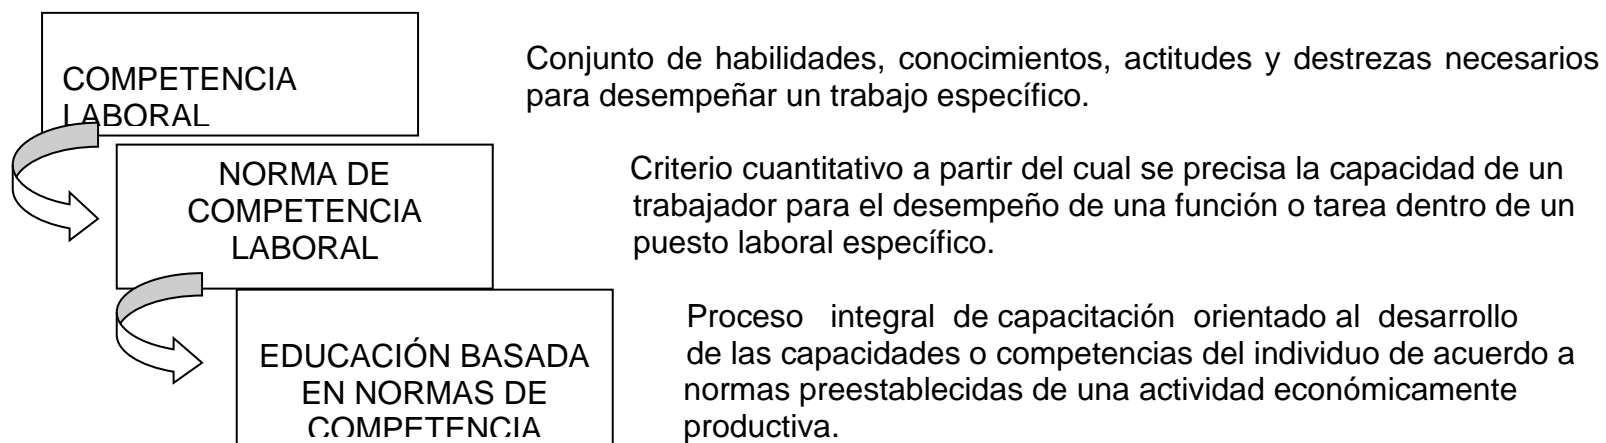 COMPETENCIA
LABORAL
Conjunto de habilidades, conocimientos, actitudes y destrezas necesarios
para desempeñar un trabajo específico.
NORMA DE
COMPETENCIA
LABORAL
Criterio cuantitativo a partir del cual se precisa la capacidad de un
trabajador para el desempeño de una función o tarea dentro de un
puesto laboral específico.
EDUCACIÓN BASADA
EN NORMAS DE
COMPETENCIA
Proceso integral de capacitación orientado al desarrollo
de las capacidades o competencias del individuo de acuerdo a
normas preestablecidas de una actividad económicamente
productiva.